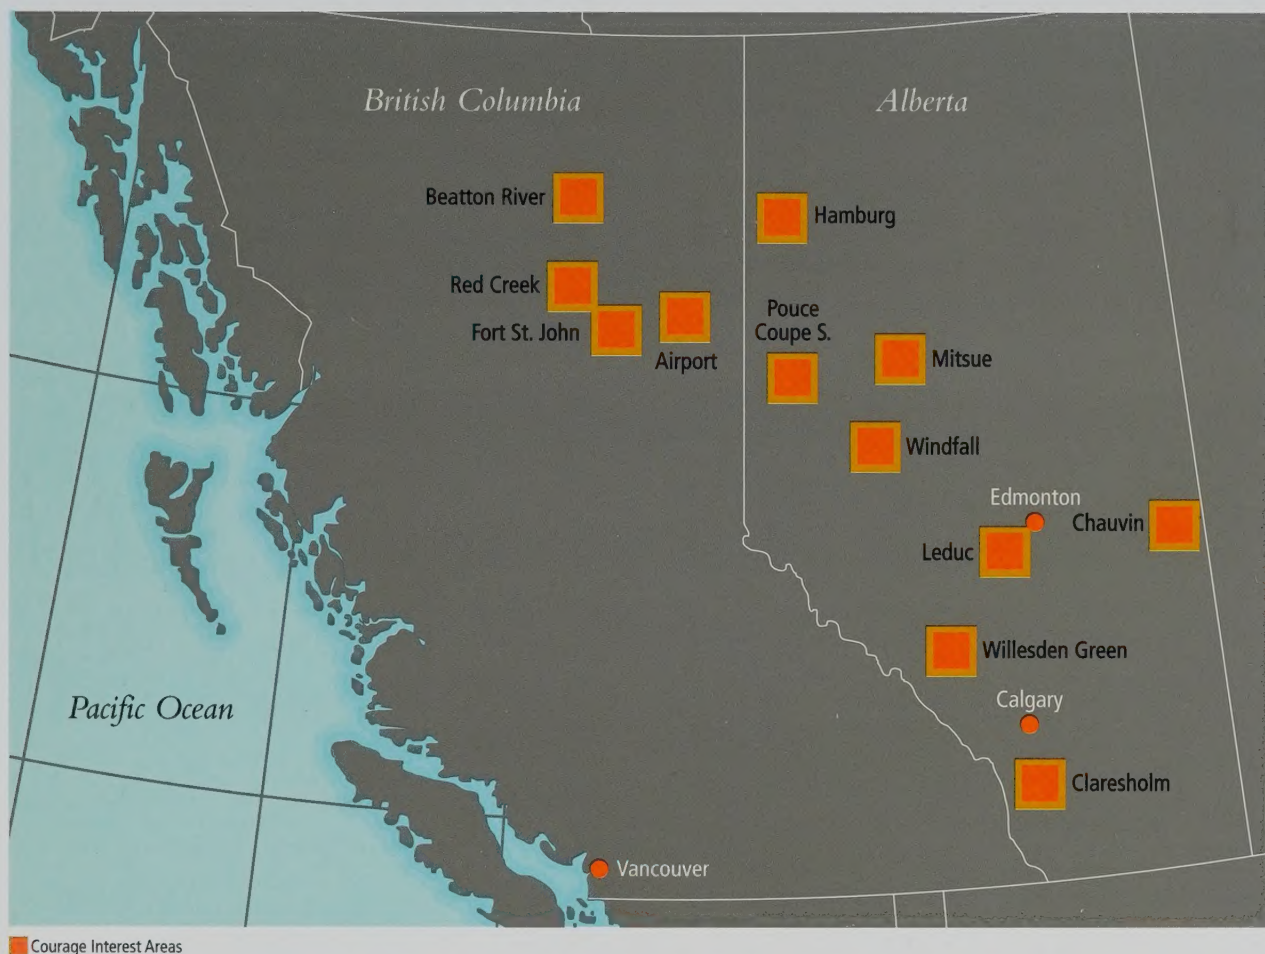 British Columbia
Alberta
Beatton River
Hamburg
Red Creek
Pouce
Coupe S.
Fort St. John
Airport
Mitsue
Windfall
Edmonton
Chauvin
Leduc
Willesden Green
Calgary
Pacific Ocean
Claresholm
Vancouver
Courage Interest Areas